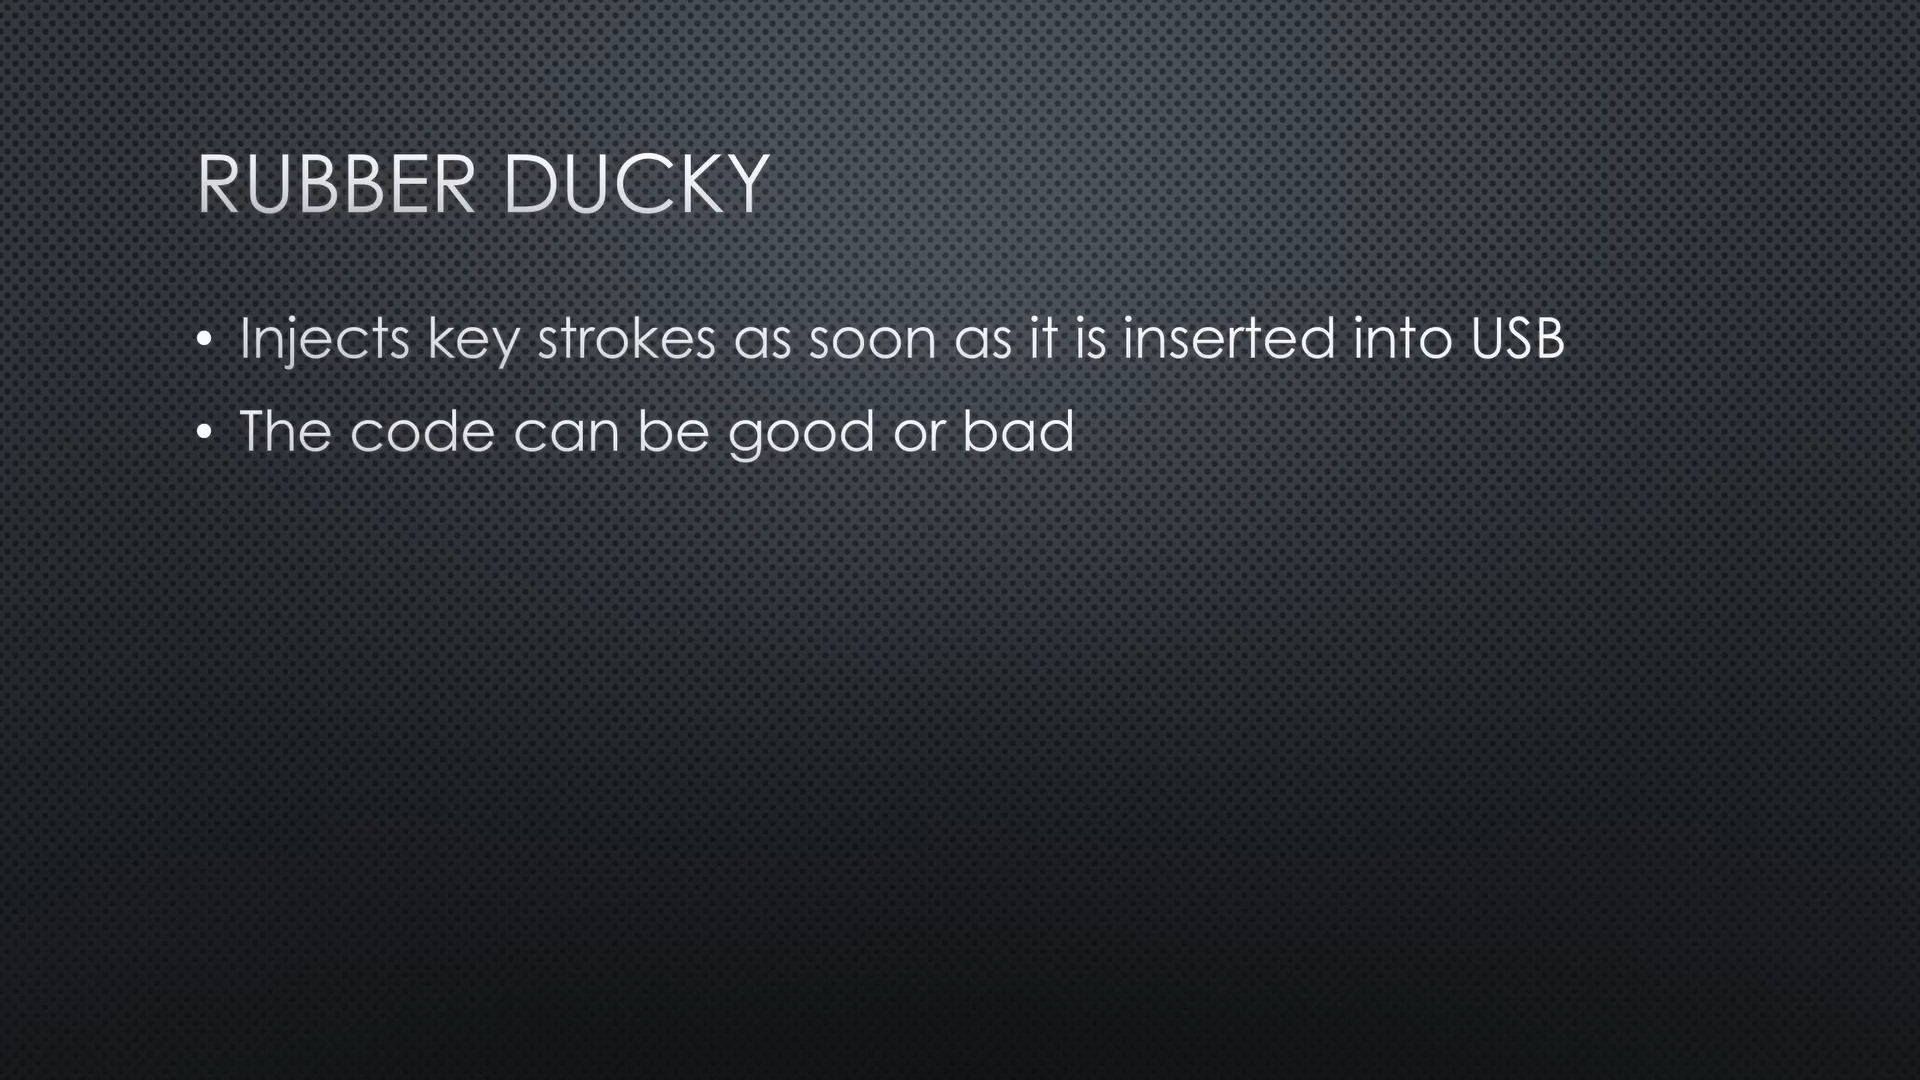 RUBBER DUCKY
• Injects key strokes as soon as it is inserted into USB
• The code can be good or bad